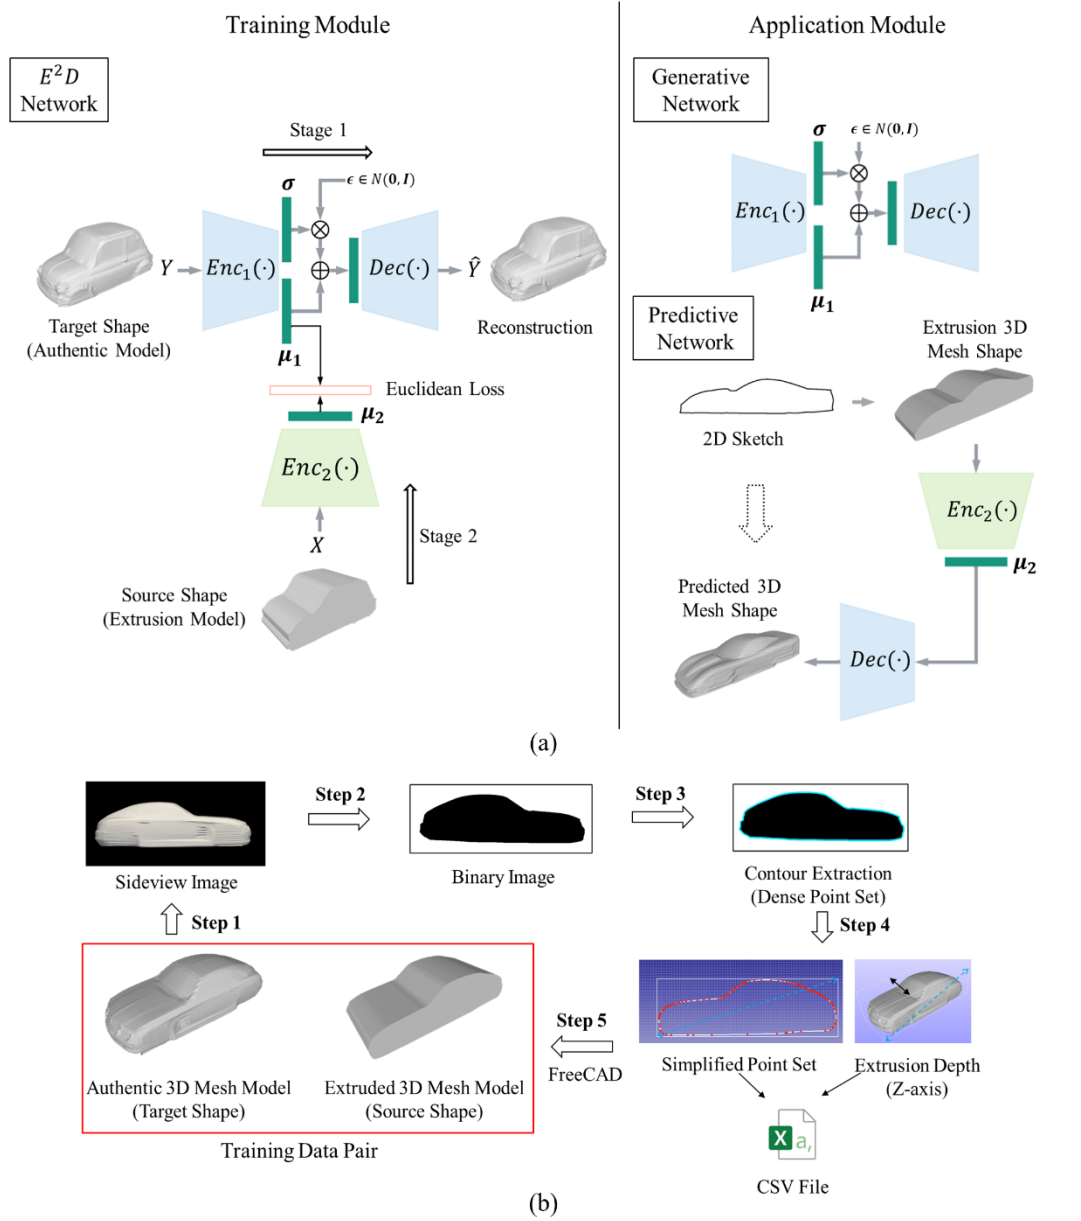 Training Module
E²D
Network
Stage 1
σ
ϵ ∈ N(0, I)
Y
Enc₁(·)
Dec(·)
Ŷ
Target Shape
(Authentic Model)
μ₁
Reconstruction
Euclidean Loss
μ₂
Enc₂(·)
X
Stage 2
Source Shape
(Extrusion Model)
Application Module
Generative
Network
σ
ϵ ∈ N(0, I)
Enc₁(·)
Dec(·)
μ₁
Predictive
Network
Extrusion 3D
Mesh Shape
2D Sketch
Enc₂(·)
μ₂
Predicted 3D
Mesh Shape
Dec(·)
(a)
Step 2
Step 3
Sideview Image
Binary Image
Contour Extraction
(Dense Point Set)
Step 1
Step 4
Step 5
FreeCAD
Simplified Point Set
Extrusion Depth
(Z-axis)
Authentic 3D Mesh Model
(Target Shape)
Extruded 3D Mesh Model
(Source Shape)
Training Data Pair
X a,
CSV File
(b)